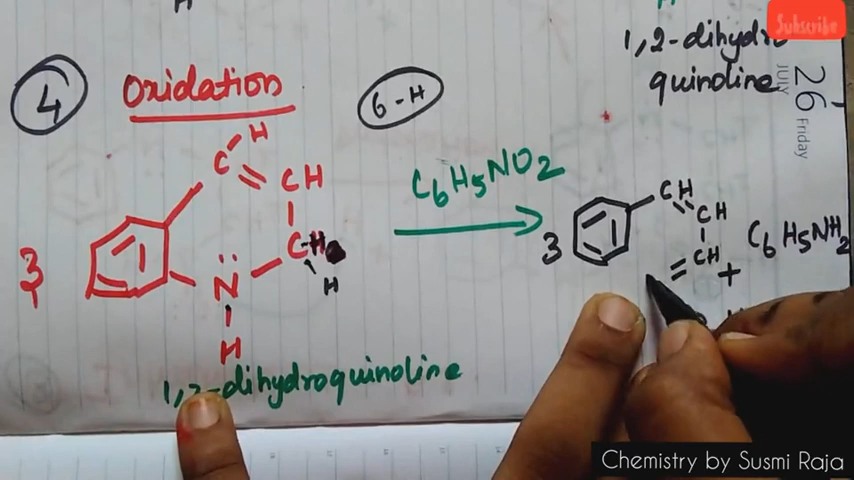 H
H
Subscribe
1,2-dihydro
quinoline
26
JULY
Friday
4
Oxidation
6-H
C H
CH
C-H
H
N
H
3
C6H5NO2
3
CH
CH
CH
+
C6H5NH2
1,2-dihydroquinoline
Chemistry by Susmi Raja